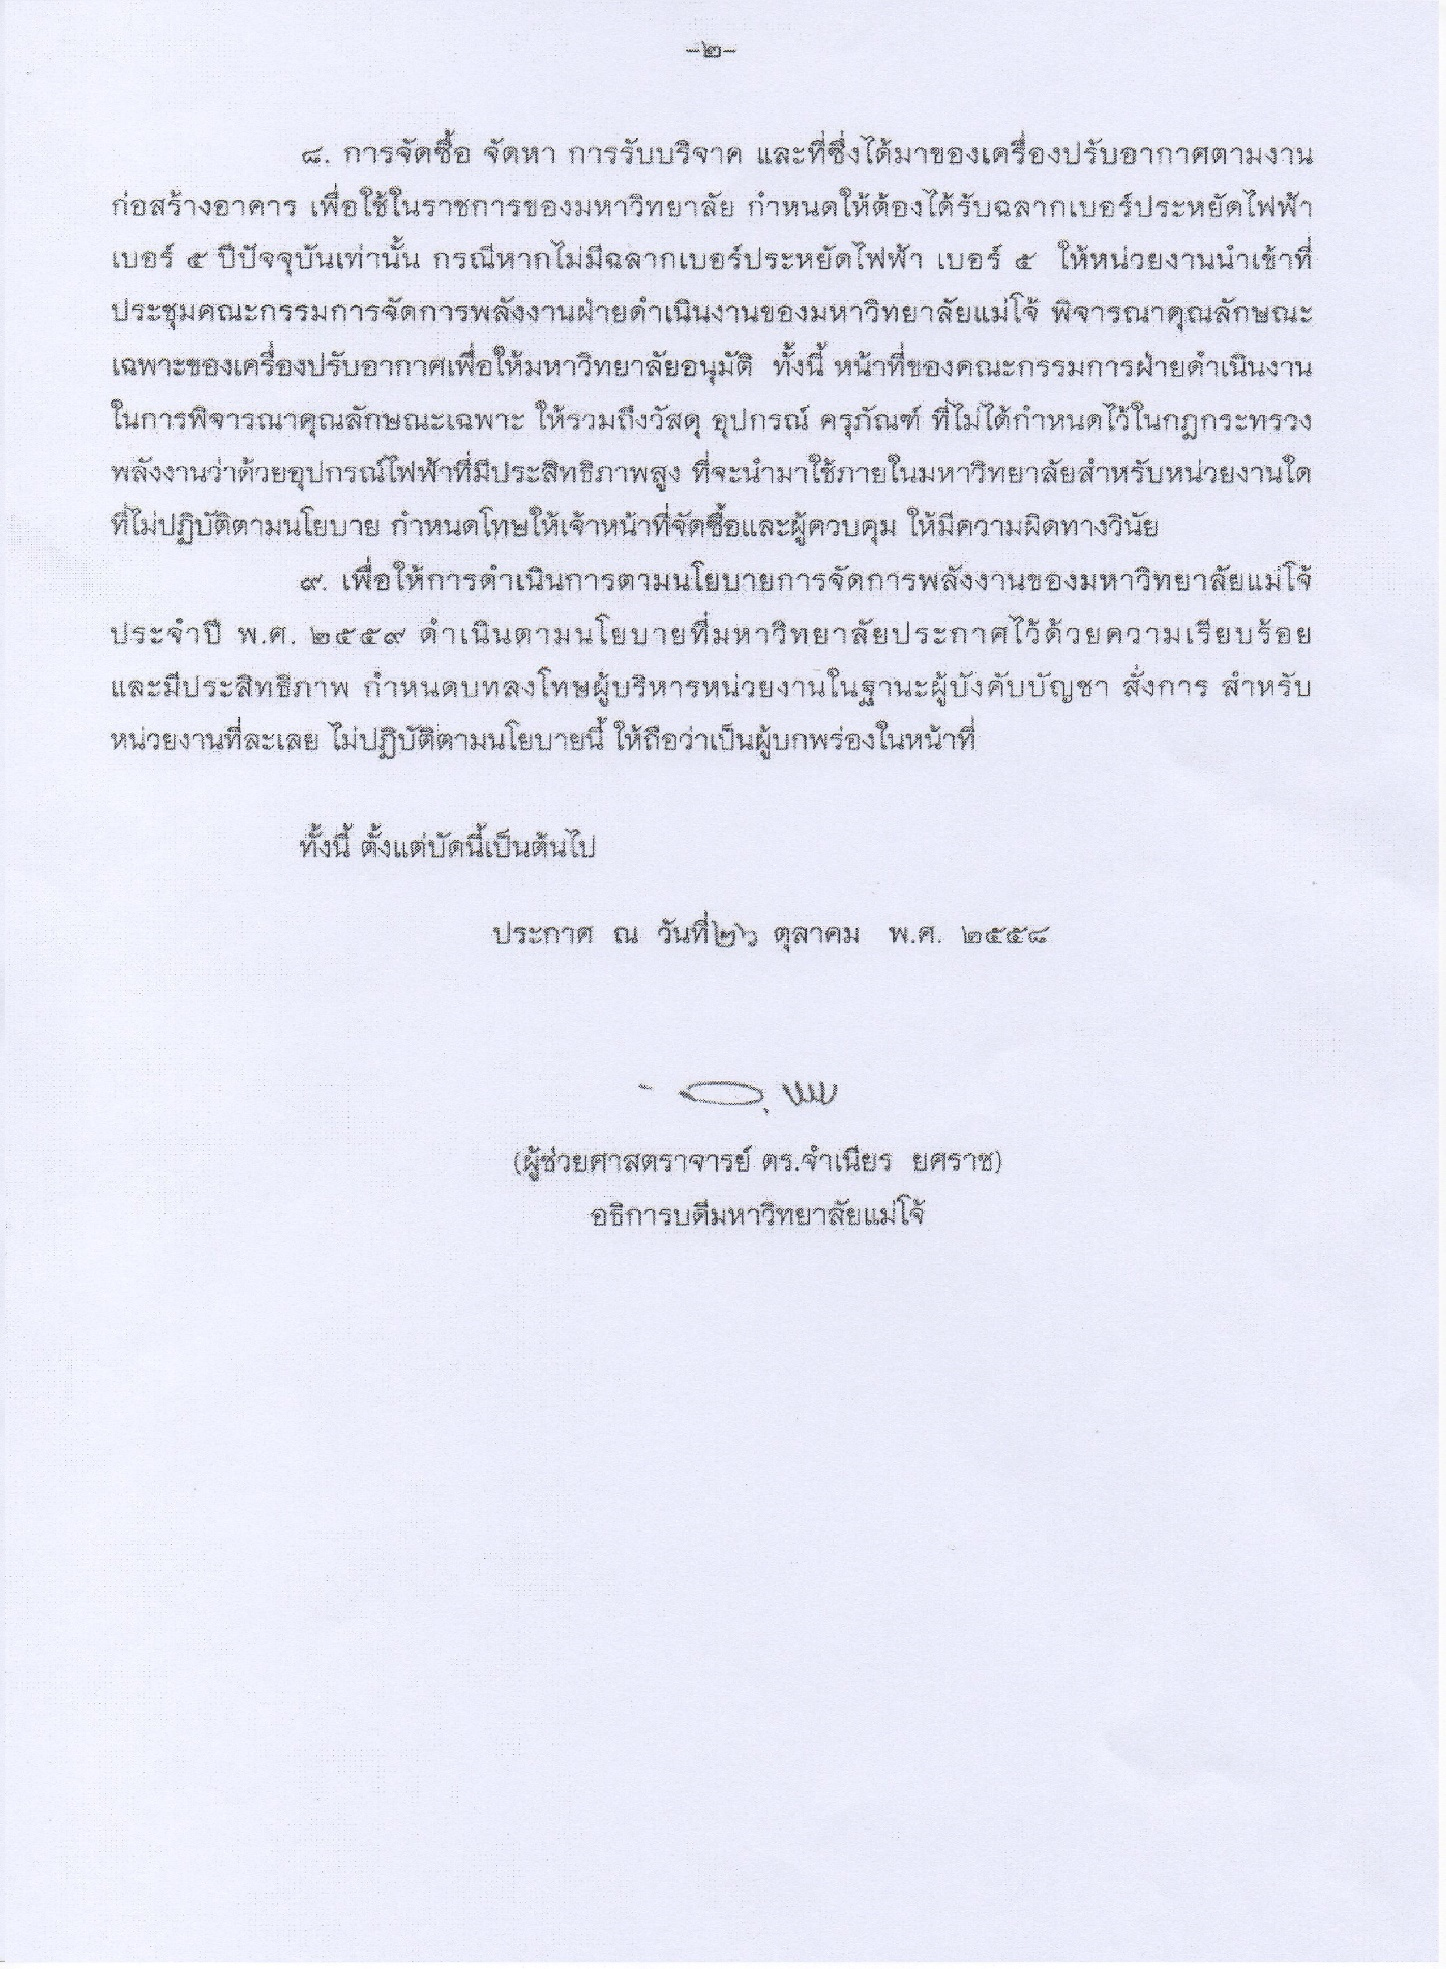 -๒-
๘. การจัดซื้อ จัดหา การรับบริจาค และที่ซึ่งได้มาของเครื่องปรับอากาศตามงาน
ก่อสร้างอาคาร เพื่อใช้ในราชการของมหาวิทยาลัย กำหนดให้ต้องได้รับฉลากเบอร์ประหยัดไฟฟ้า
เบอร์ ๕ ปีปัจจุบันเท่านั้น กรณีหากไม่มีฉลากเบอร์ประหยัดไฟฟ้า เบอร์ ๕ ให้หน่วยงานนำเข้าที่
ประชุมคณะกรรมการจัดการพลังงานฝ่ายดำเนินงานของมหาวิทยาลัยแม่โจ้ พิจารณาคุณลักษณะ
เฉพาะของเครื่องปรับอากาศเพื่อให้มหาวิทยาลัยอนุมัติ ทั้งนี้ หน้าที่ของคณะกรรมการฝ่ายดำเนินงาน
ในการพิจารณาคุณลักษณะเฉพาะ ให้รวมถึงวัสดุ อุปกรณ์ ครุภัณฑ์ ที่ไม่ได้กำหนดไว้ในกฎกระทรวง
พลังงานว่าด้วยอุปกรณ์ไฟฟ้าที่มีประสิทธิภาพสูง ที่จะนำมาใช้ภายในมหาวิทยาลัยสำหรับหน่วยงานใด
ที่ไม่ปฏิบัติตามนโยบาย กำหนดโทษให้เจ้าหน้าที่จัดซื้อและผู้ควบคุม ให้มีความผิดทางวินัย
๙. เพื่อให้การดำเนินการตามนโยบายการจัดการพลังงานของมหาวิทยาลัยแม่โจ้
ประจำปี พ.ศ. ๒๕๕๙ ดำเนินตามนโยบายที่มหาวิทยาลัยประกาศไว้ด้วยความเรียบร้อย
และมีประสิทธิภาพ กำหนดบทลงโทษผู้บริหารหน่วยงานในฐานะผู้บังคับบัญชา สั่งการ สำหรับ
หน่วยงานที่ละเลย ไม่ปฏิบัติตามนโยบายนี้ ให้ถือว่าเป็นผู้บกพร่องในหน้าที่
ทั้งนี้ ตั้งแต่บัดนี้เป็นต้นไป
ประกาศ ณ วันที่ ๒๖ ตุลาคม พ.ศ. ๒๕๕๘
(ผู้ช่วยศาสตราจารย์ ดร.จำเนียร ยศราช)
อธิการบดีมหาวิทยาลัยแม่โจ้